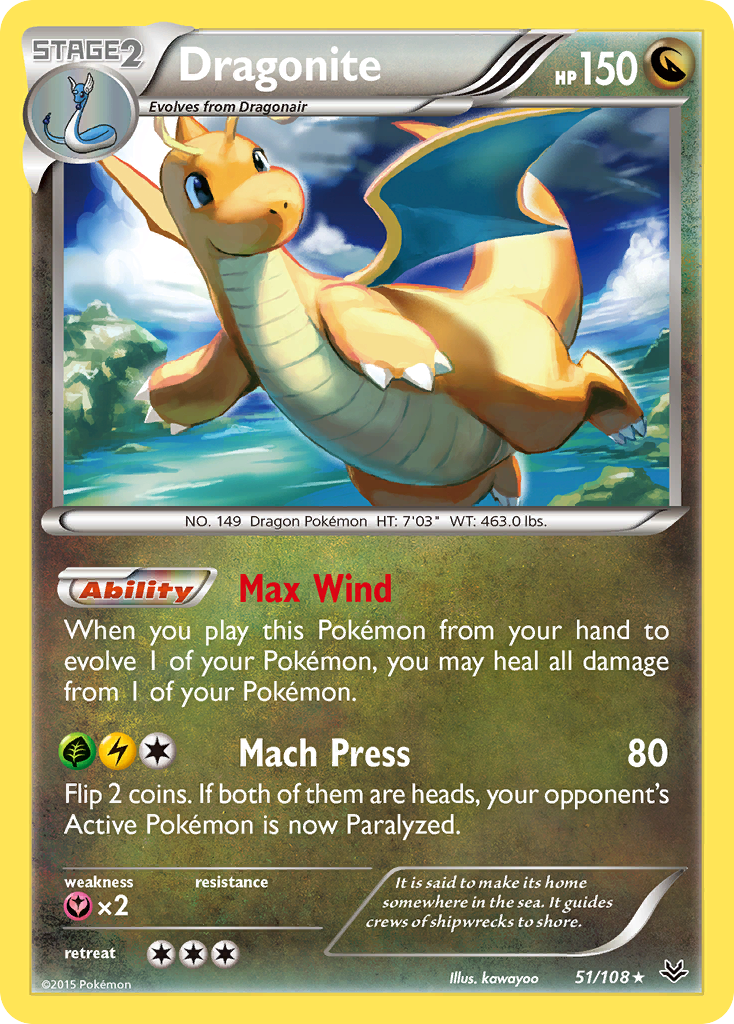 STAGE2
Dragonite
HP150
Evolves from Dragonair
NO. 149 Dragon Pokémon HT: 7'03" WT: 463.0 lbs.
Ability Max Wind
When you play this Pokémon from your hand to
evolve 1 of your Pokémon, you may heal all damage
from 1 of your Pokémon.
Mach Press 80
Flip 2 coins. If both of them are heads, your opponent's
Active Pokémon is now Paralyzed.
weakness resistance
×2
retreat
It is said to make its home
somewhere in the sea. It guides
crews of shipwrecks to shore.
©2015 Pokémon
Illus. kawayoo
51/108★